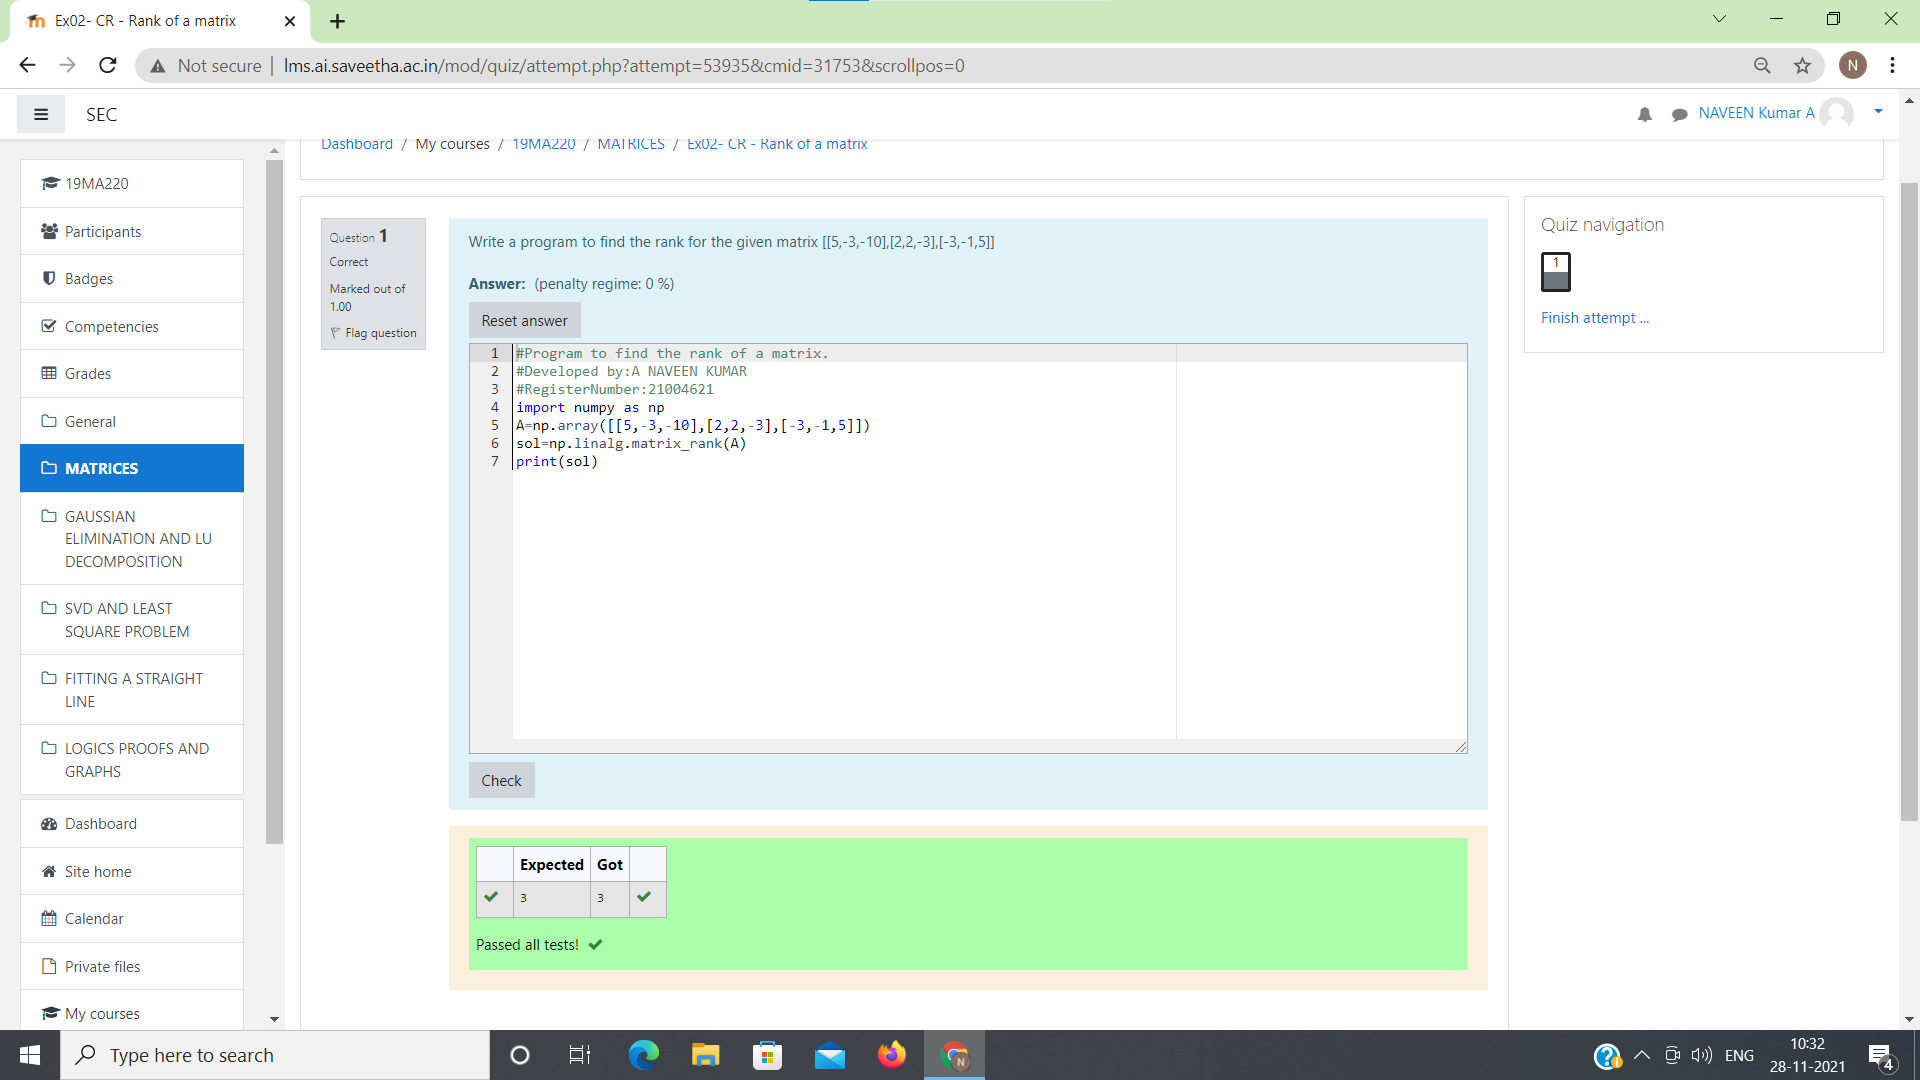 Ex02- CR - Rank of a matrix
Not secure
lms.ai.saveetha.ac.in/mod/quiz/attempt.php?attempt=53935&cmid=31753&scrollpos=0
N
SEC
NAVEEN Kumar A
Dashboard / My courses / 19MA220 / MATRICES / Ex02- CR - Rank of a matrix
19MA220
Participants
Badges
Competencies
Grades
General
MATRICES
GAUSSIAN
ELIMINATION AND LU
DECOMPOSITION
SVD AND LEAST
SQUARE PROBLEM
FITTING A STRAIGHT
LINE
LOGICS PROOFS AND
GRAPHS
Dashboard
Site home
Calendar
Private files
My courses
Question 1
Correct
Marked out of
1.00
Flag question
Write a program to find the rank for the given matrix [[5,-3,-10],[2,2,-3],[-3,-1,5]]
Answer: (penalty regime: 0 %)
Reset answer
1 #Program to find the rank of a matrix.
2 #Developed by:A NAVEEN KUMAR
3 #RegisterNumber:21004621
4 import numpy as np
5 A=np.array([[5,-3,-10],[2,2,-3],[-3,-1,5]])
6 sol=np.linalg.matrix_rank(A)
7 print(sol)
Check
Expected Got
3 3
Passed all tests!
Quiz navigation
1
Finish attempt ...
Type here to search
N
ENG
10:32
28-11-2021
4